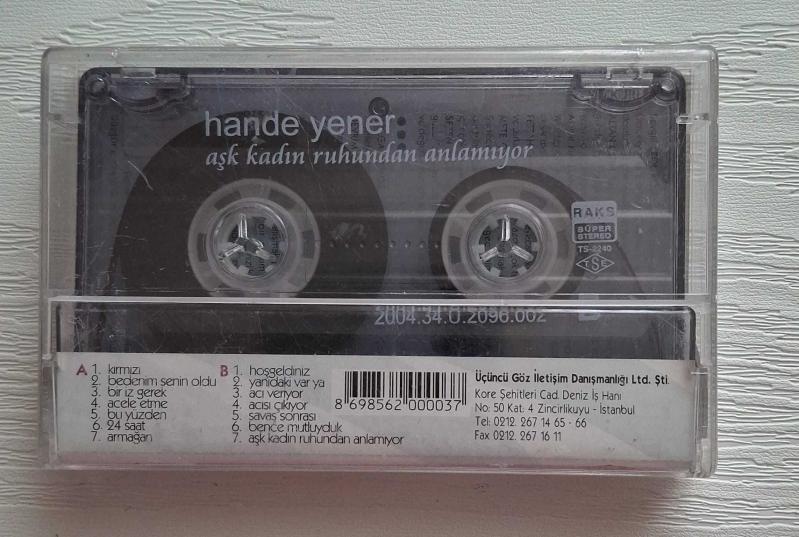 hande yener
aşk kadın ruhundan anlamıyor
RAKS
SÜPER
STEREO
TS-2240
TSE
2004.34.Ü.2096.002
A 1. kırmızı
2. bedenim senin oldu
3. bir iz gerek
4. acele etme
5. bu yüzden
6. 24 saat
7. armağan
B 1. hoşgeldiniz
2. yanıdaki var ya
3. acı veriyor
4. acısı çıkıyor
5. savaş sonrası
6. bence mutluyduk
7. aşk kadın ruhundan anlamıyor
8 698562 000037
Üçüncü Göz İletişim Danışmanlığı Ltd. Şti.
Kore Şehitleri Cad. Deniz İş Hanı
No: 50 Kat: 4 Zincirlikuyu - İstanbul
Tel: 0212. 267 14 65 - 66
Fax 0212. 267 16 11